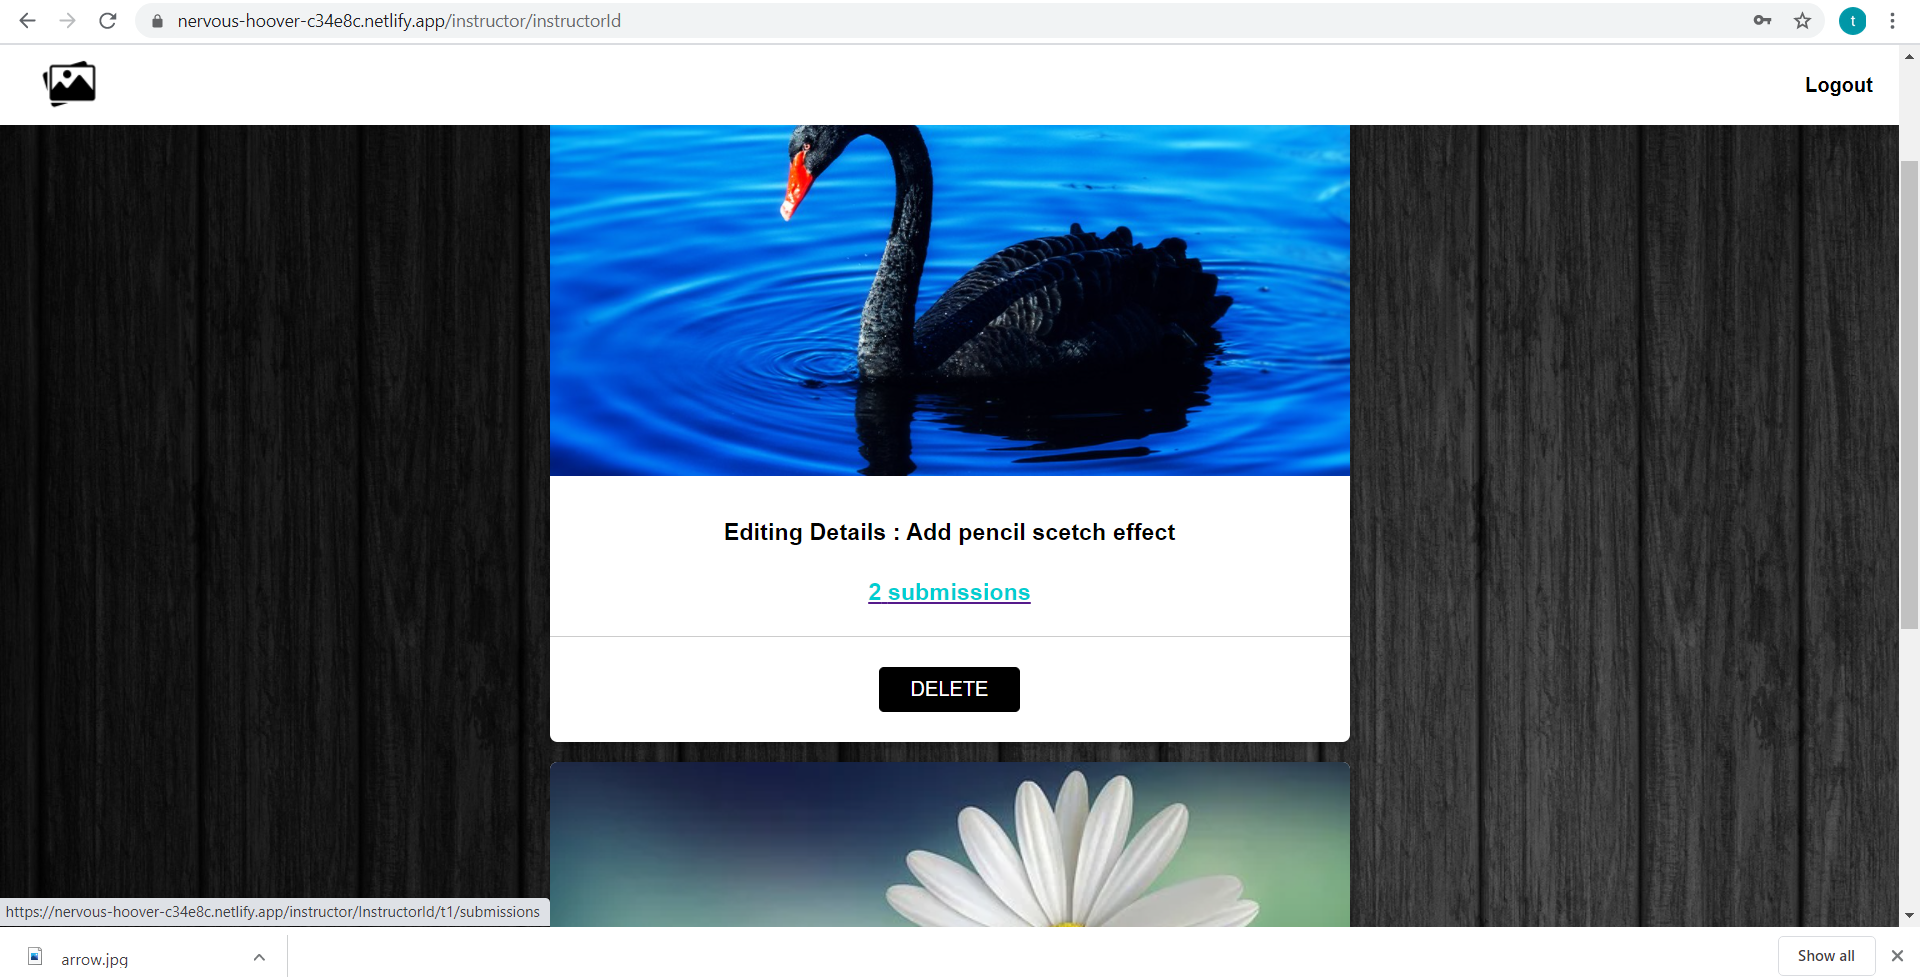 nervous-hoover-c34e8c.netlify.app/instructor/instructorId
t
Logout
Editing Details : Add pencil scetch effect
2 submissions
DELETE
https://nervous-hoover-c34e8c.netlify.app/instructor/InstructorId/t1/submissions
arrow.jpg
Show all